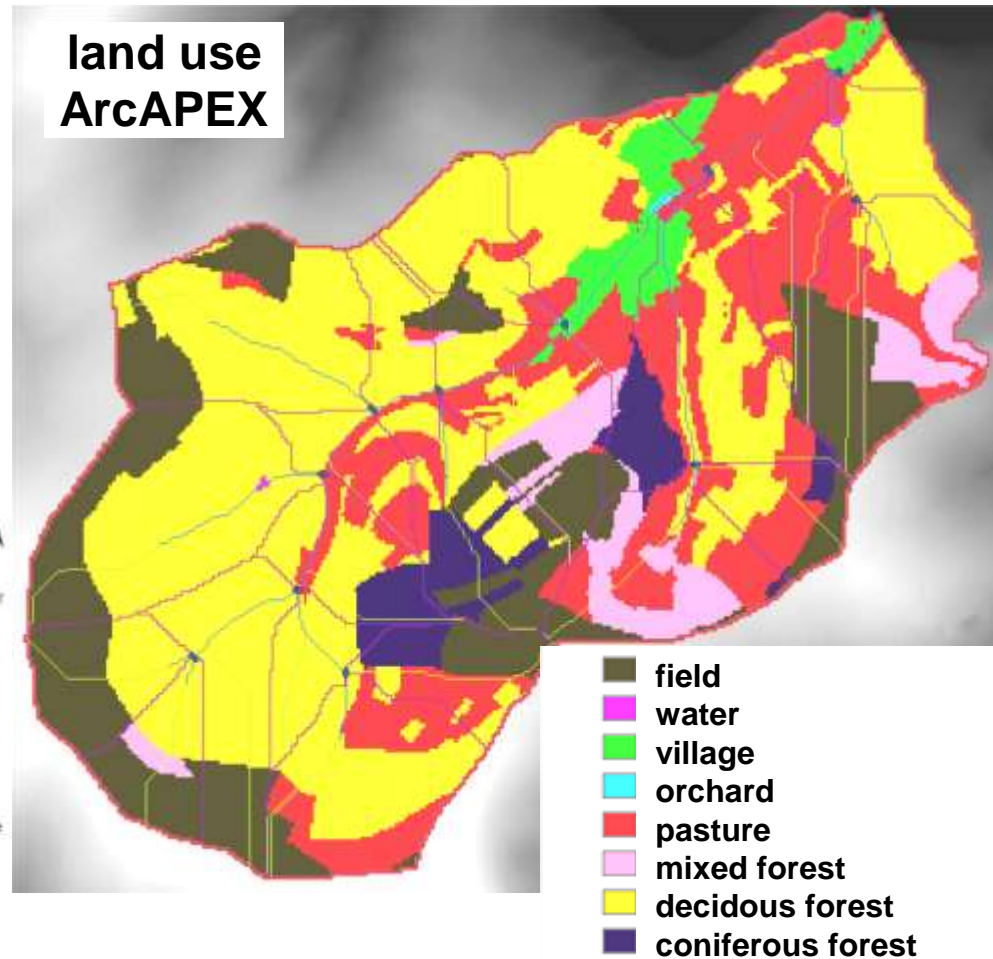 land use
ArcAPEX
field
water
village
orchard
pasture
mixed forest
decidous forest
coniferous forest